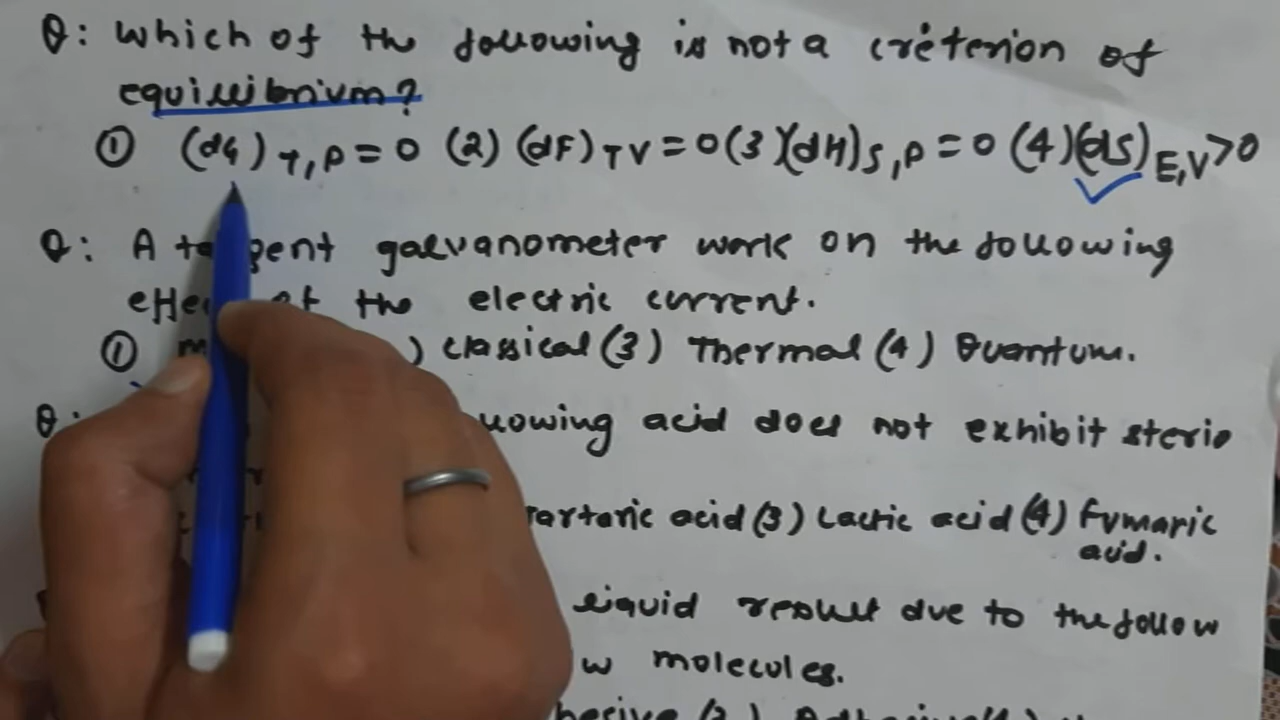 Q: Which of the following is not a criterion of
equilibrium?
① (dG)T,P = 0 (2) (dF)TV = 0 (3)(dH)S,P = 0 (4)(dS)E,V > 0
Q: A tangent galvanometer work on the following
effect of the electric current.
① ) Classical (3) Thermal (4) Quantum.
Q: acid does not exhibit sterio
Tartaric acid (3) Lactic acid (4) Fumaric
acid.
liquid result due to the follow
molecules.